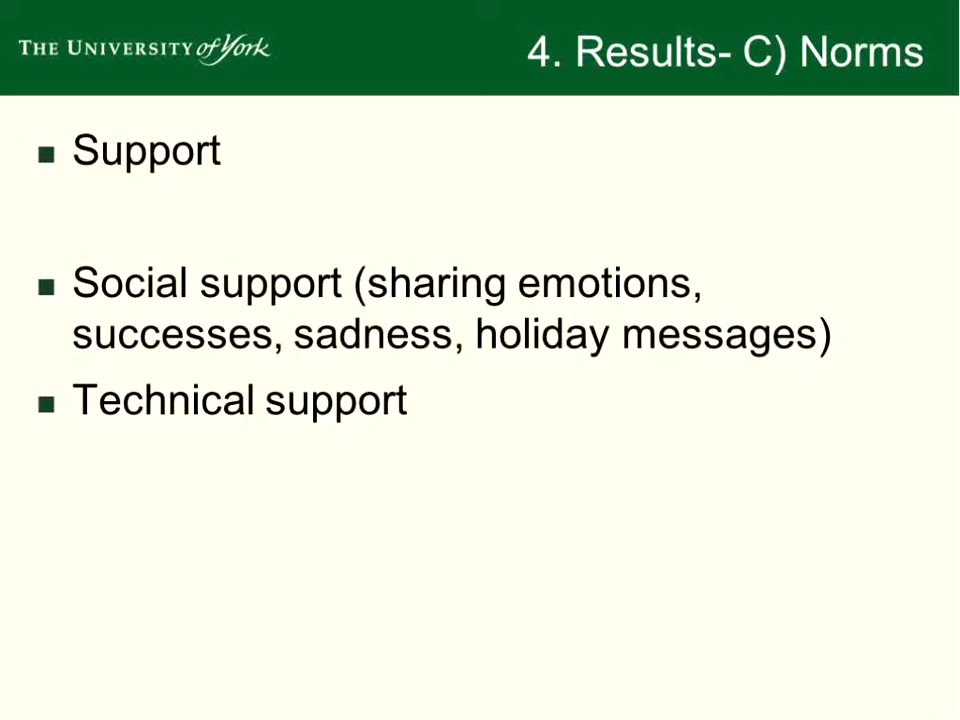 THE UNIVERSITY of York
4. Results- C) Norms
Support
Social support (sharing emotions,
successes, sadness, holiday messages)
Technical support